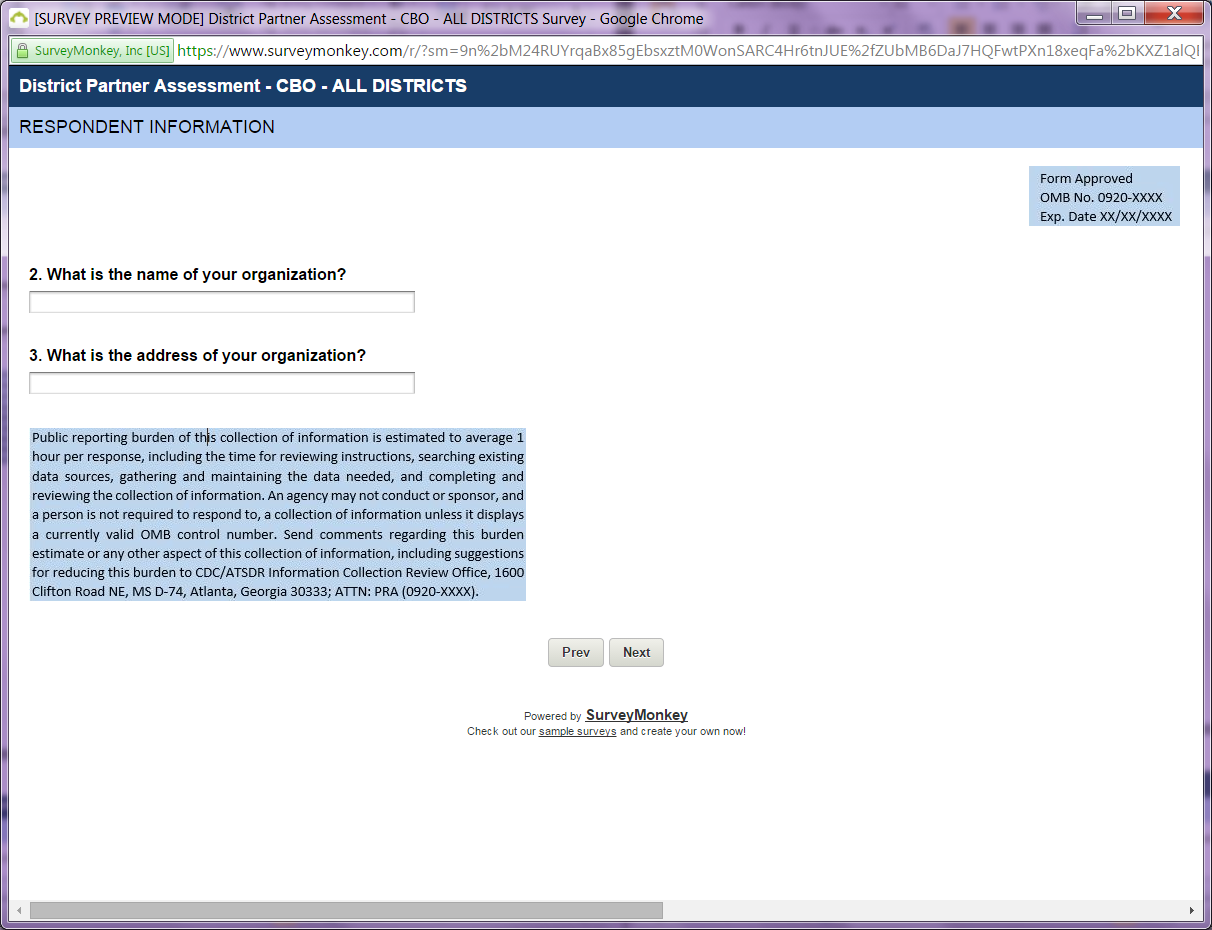 [SURVEY PREVIEW MODE] District Partner Assessment - CBO - ALL DISTRICTS Survey - Google Chrome
SurveyMonkey, Inc [US] https://www.surveymonkey.com/r/?sm=9n%2bM24RUYrqaBx85gEbsxztM0WonSARC4Hr6tnJUE%2fZUbMB6DaJ7HQFwtPXn18xeqFa%2bKXZ1alQl
District Partner Assessment - CBO - ALL DISTRICTS
RESPONDENT INFORMATION
Form Approved
OMB No. 0920-XXXX
Exp. Date XX/XX/XXXX
2. What is the name of your organization?
3. What is the address of your organization?
Public reporting burden of this collection of information is estimated to average 1
hour per response, including the time for reviewing instructions, searching existing
data sources, gathering and maintaining the data needed, and completing and
reviewing the collection of information. An agency may not conduct or sponsor, and
a person is not required to respond to, a collection of information unless it displays
a currently valid OMB control number. Send comments regarding this burden
estimate or any other aspect of this collection of information, including suggestions
for reducing this burden to CDC/ATSDR Information Collection Review Office, 1600
Clifton Road NE, MS D-74, Atlanta, Georgia 30333; ATTN: PRA (0920-XXXX).
Prev Next
Powered by SurveyMonkey
Check out our sample surveys and create your own now!